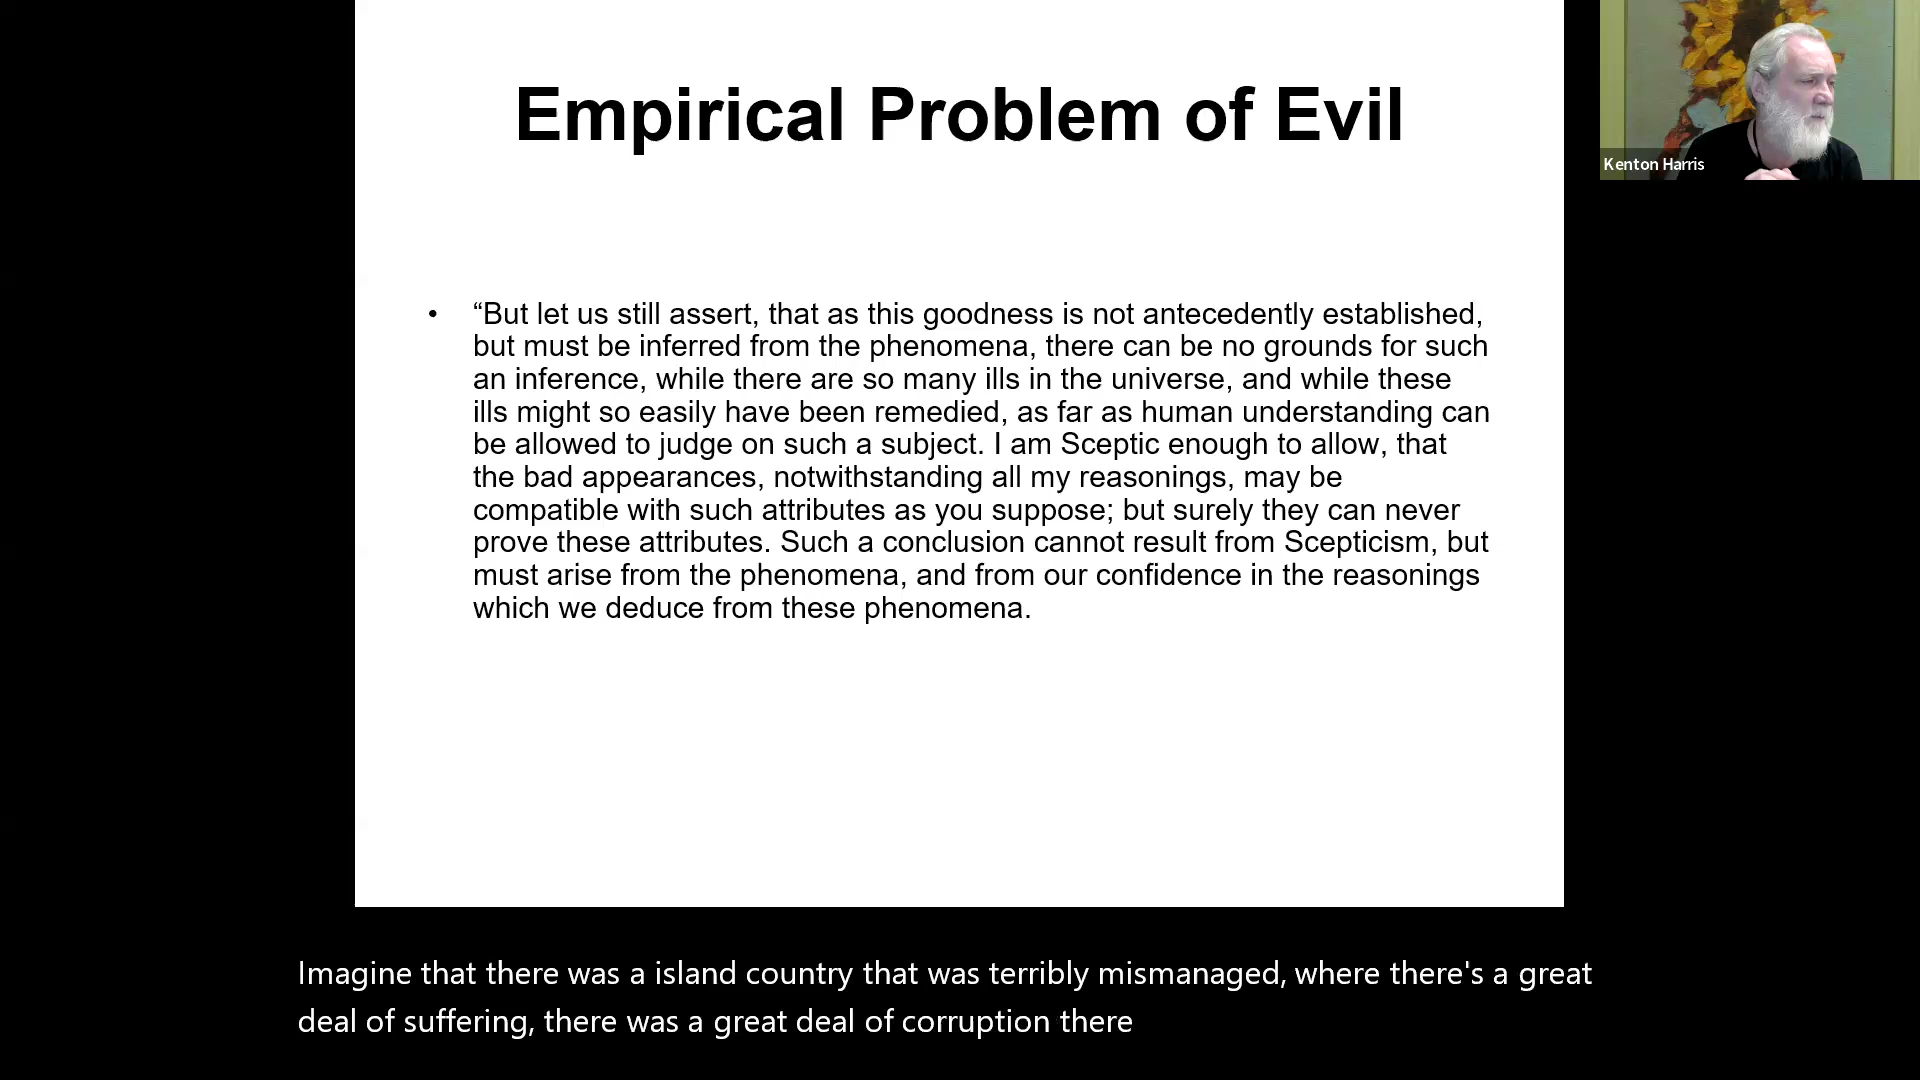 Empirical Problem of Evil
Kenton Harris
• “But let us still assert, that as this goodness is not antecedently established,
but must be inferred from the phenomena, there can be no grounds for such
an inference, while there are so many ills in the universe, and while these
ills might so easily have been remedied, as far as human understanding can
be allowed to judge on such a subject. I am Sceptic enough to allow, that
the bad appearances, notwithstanding all my reasonings, may be
compatible with such attributes as you suppose; but surely they can never
prove these attributes. Such a conclusion cannot result from Scepticism, but
must arise from the phenomena, and from our confidence in the reasonings
which we deduce from these phenomena.
Imagine that there was a island country that was terribly mismanaged, where there's a great
deal of suffering, there was a great deal of corruption there